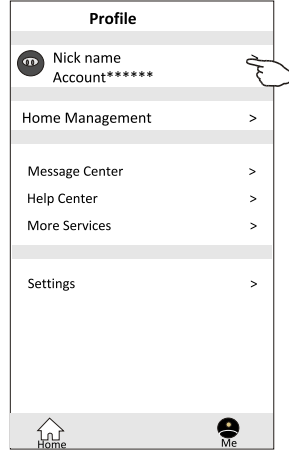 Profile
Nick name
Account******
Home Management >
Message Center >
Help Center >
More Services >
Settings >
Home
Me